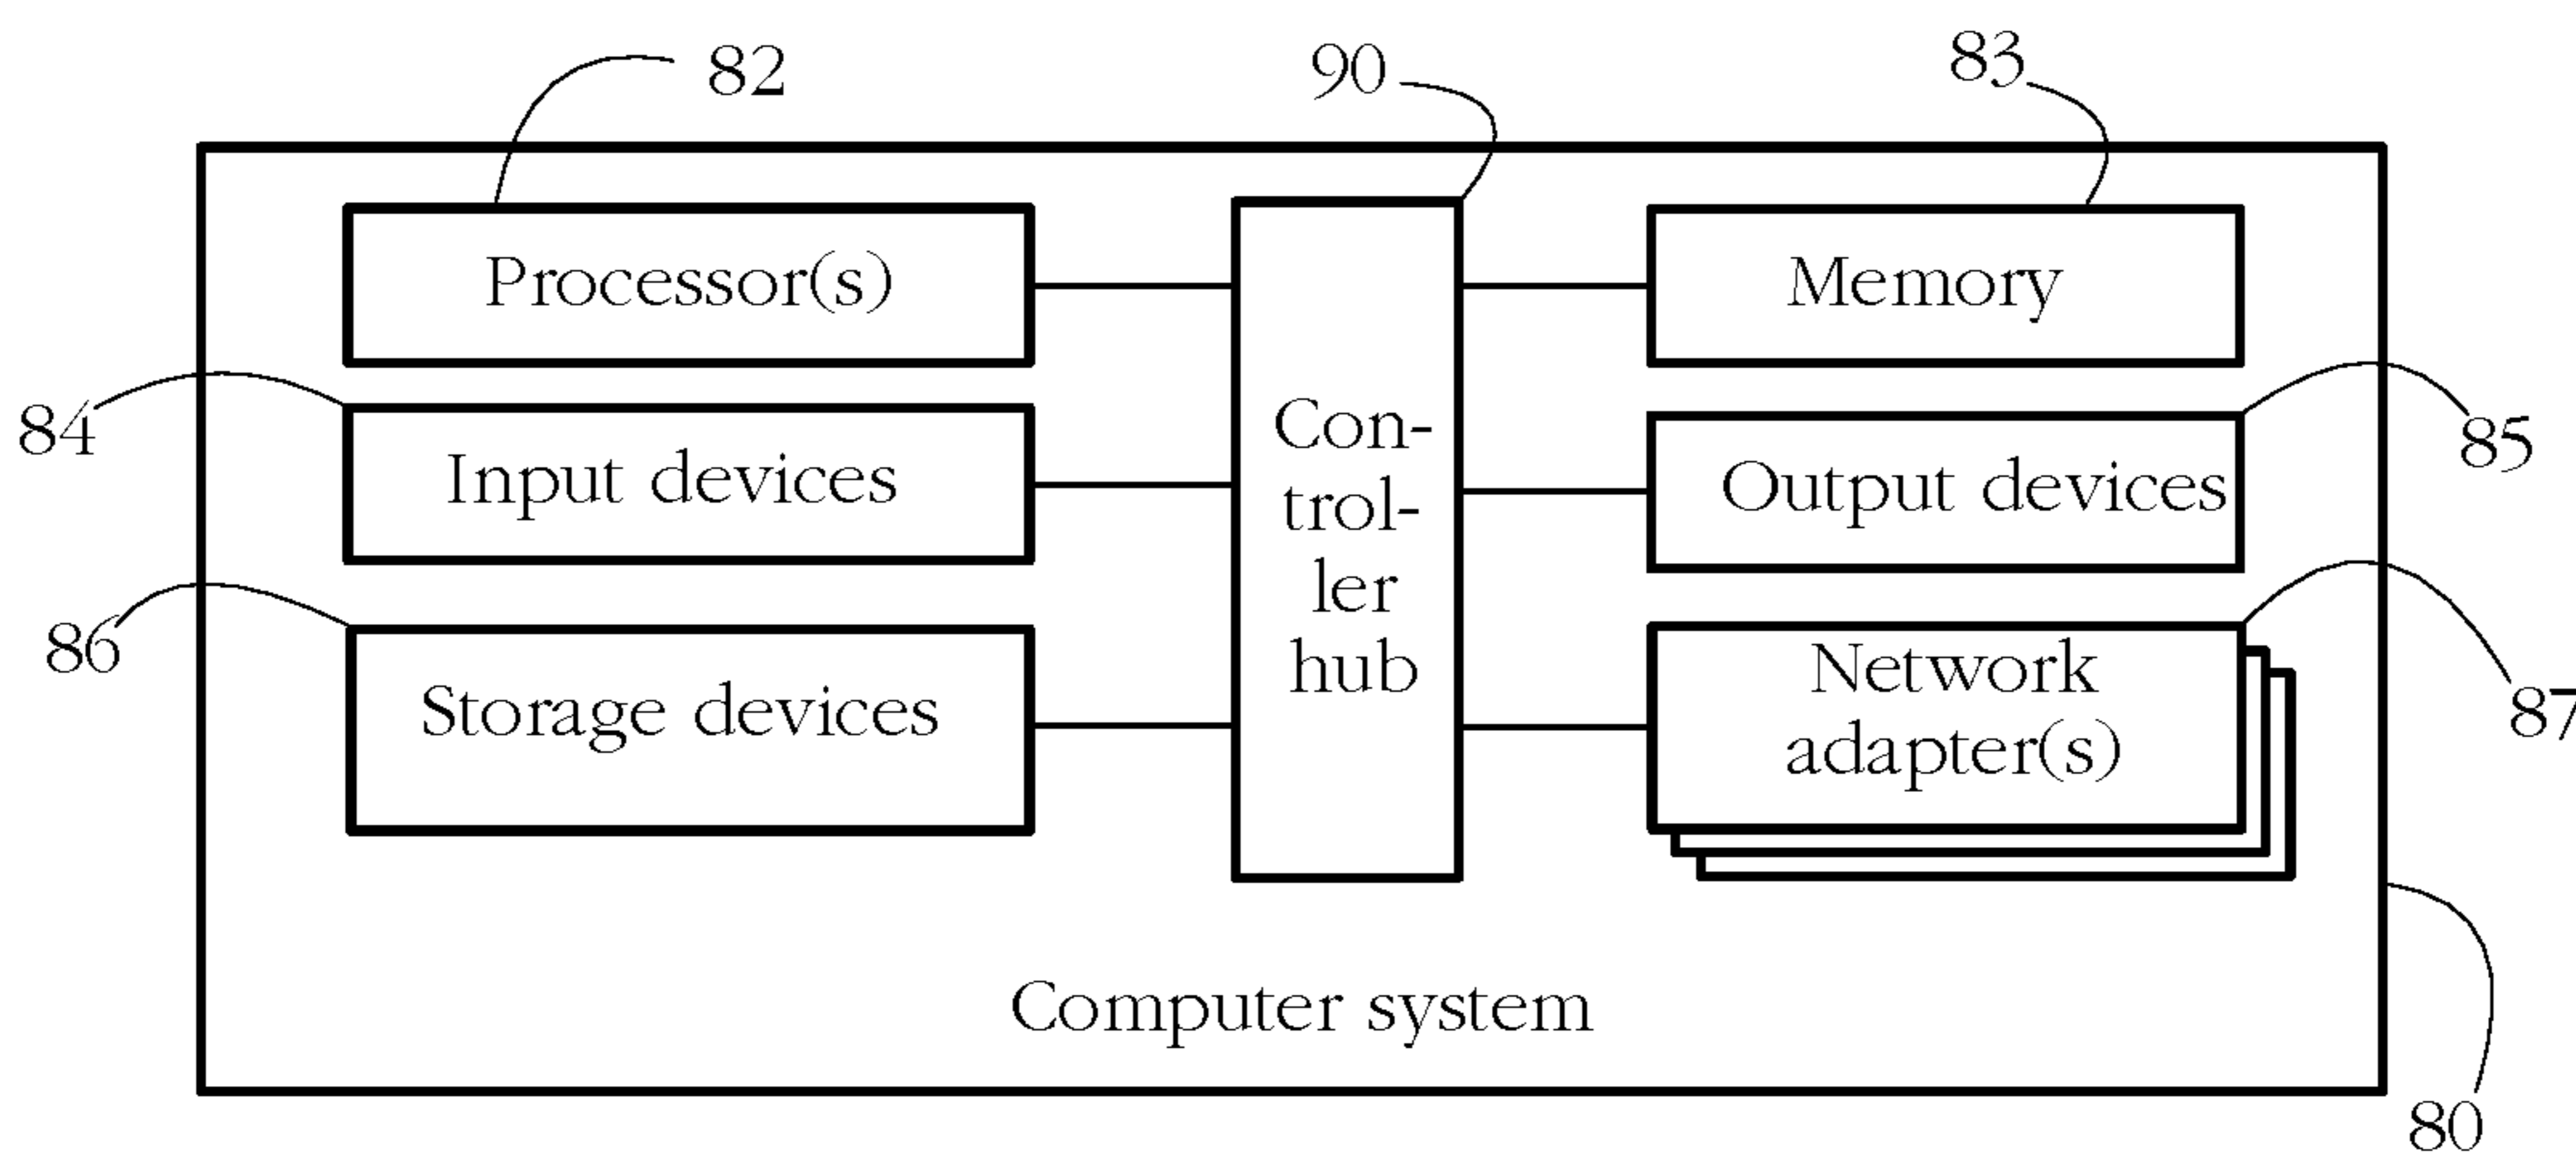 82
90
83
Processor(s)
Memory
84
Input devices
Con-
trol-
ler
hub
Output devices
85
86
Storage devices
Network
adapter(s)
87
Computer system
80